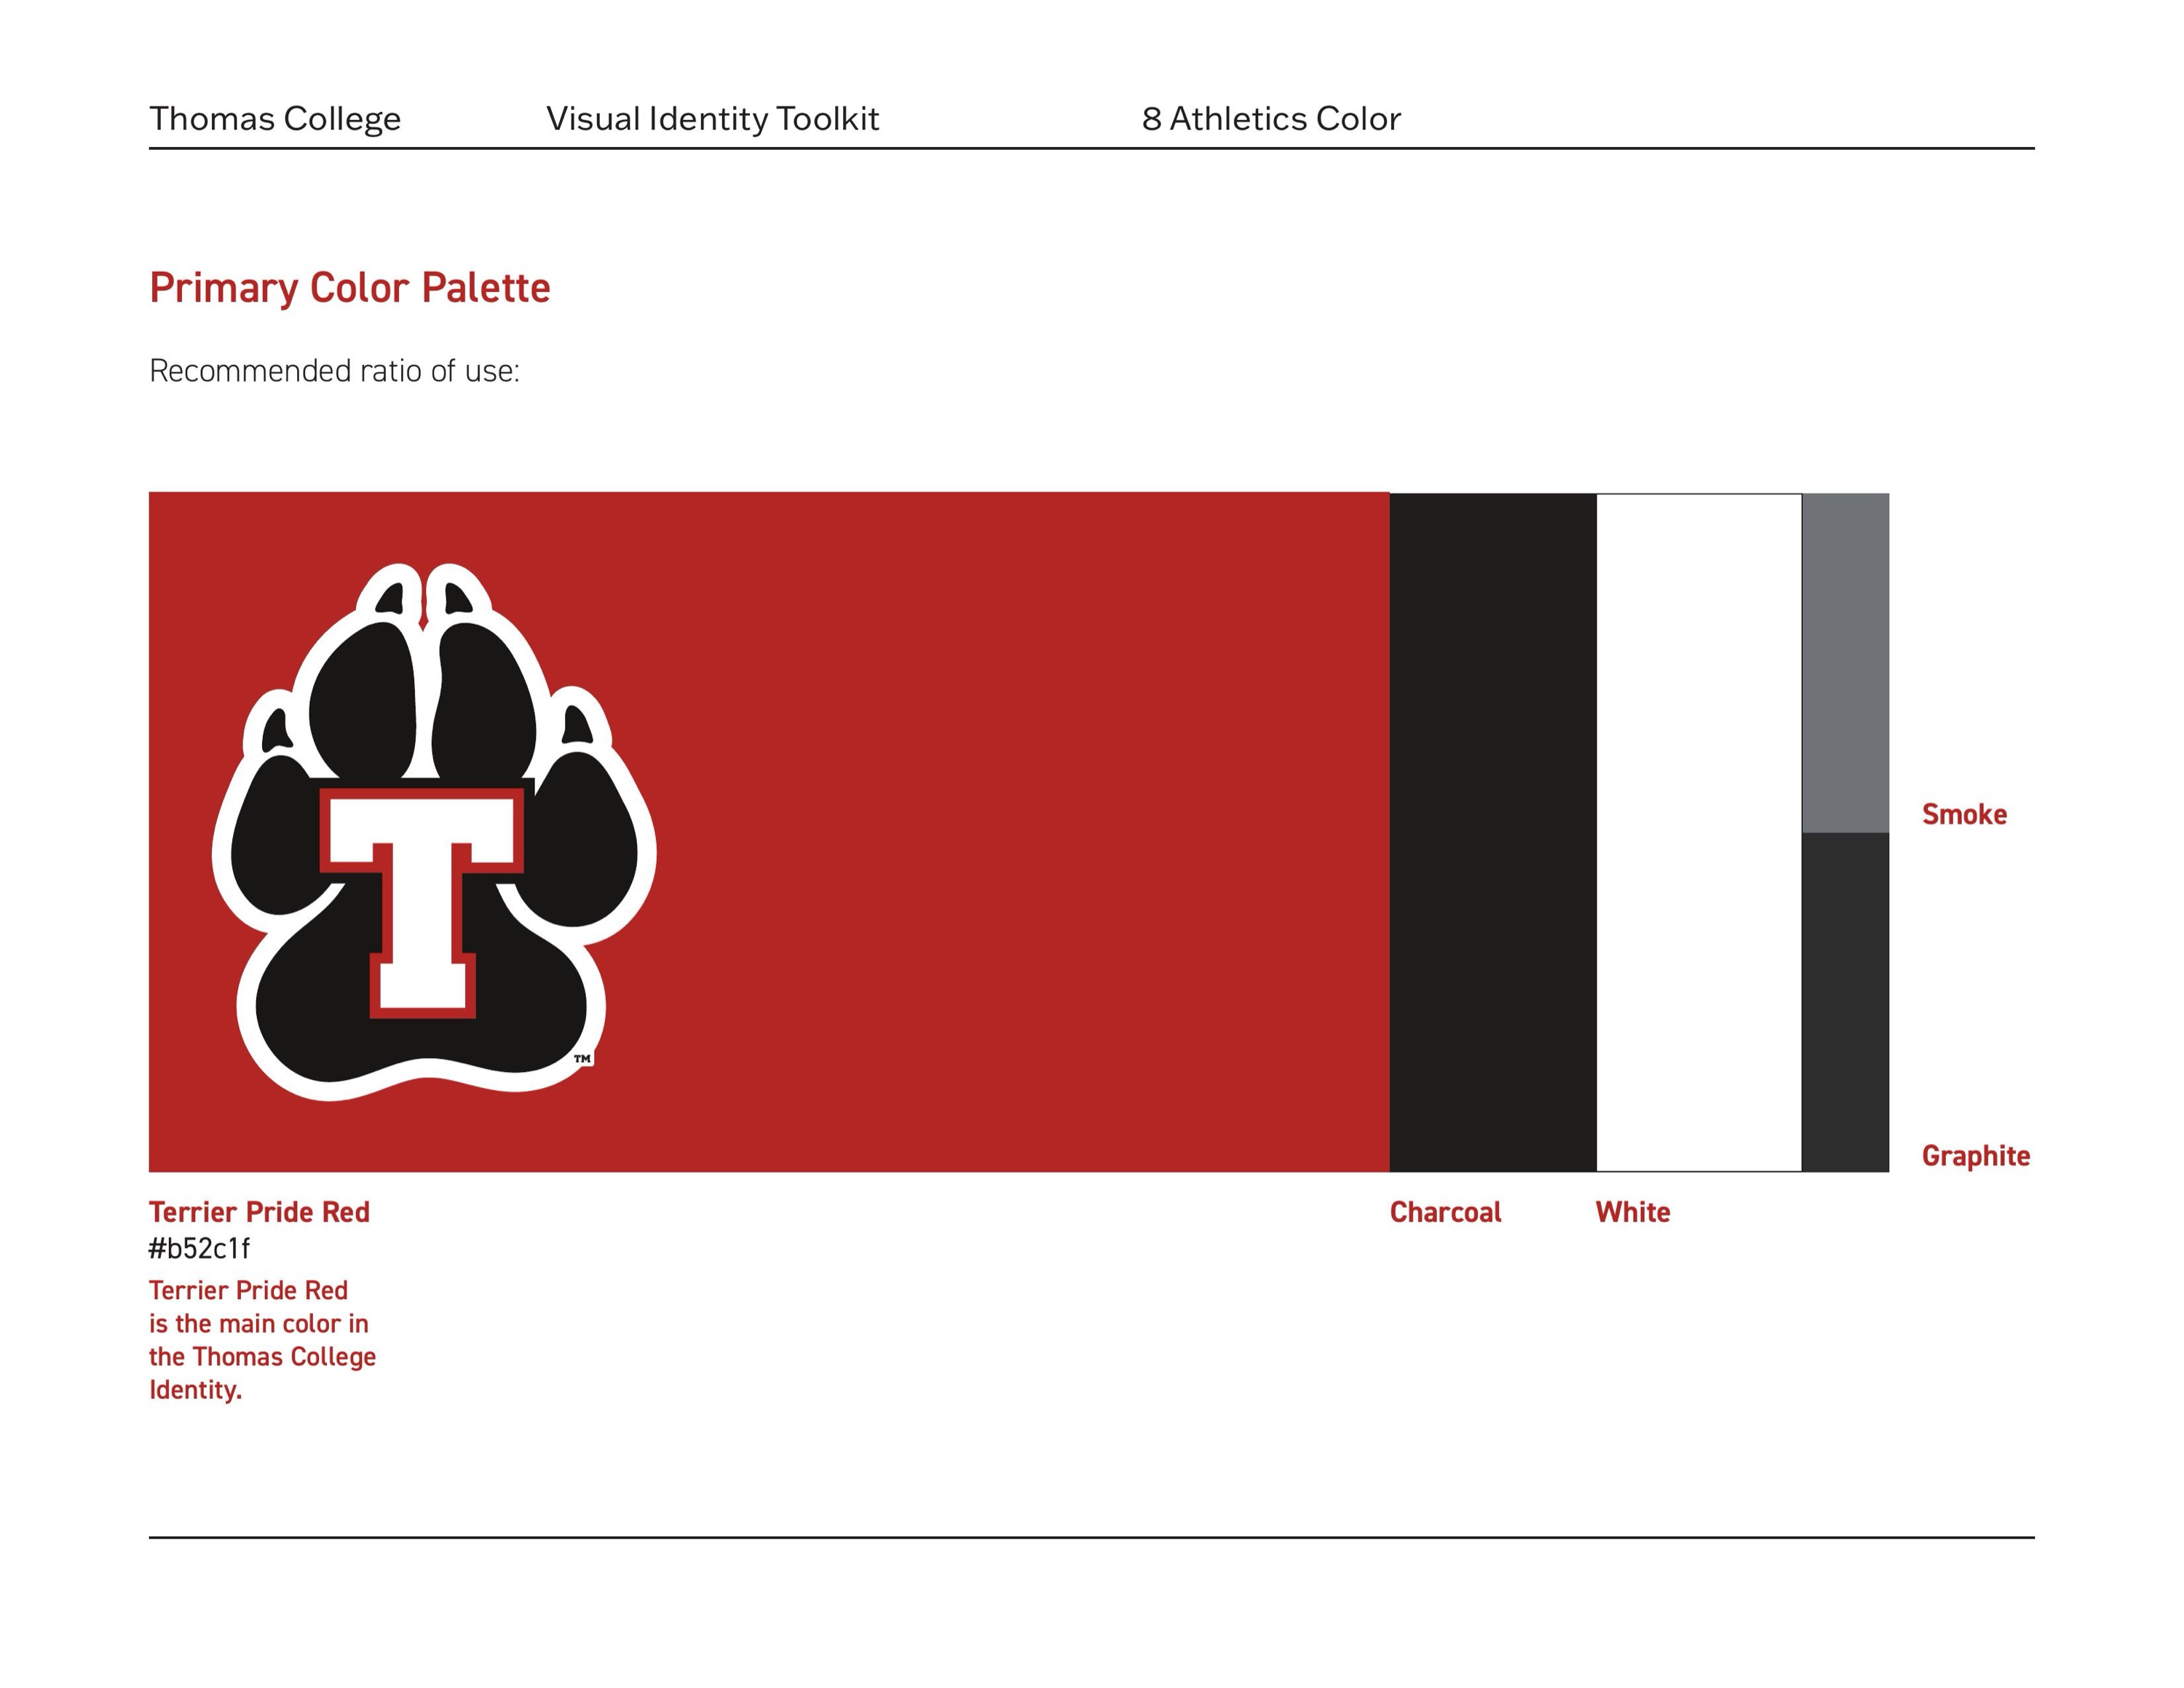 Thomas College Visual Identity Toolkit 8 Athletics Color
Primary Color Palette
Recommended ratio of use:
T
TM
Smoke
Graphite
Terrier Pride Red
#b52c1f
Terrier Pride Red
is the main color in
the Thomas College
Identity.
Charcoal
White